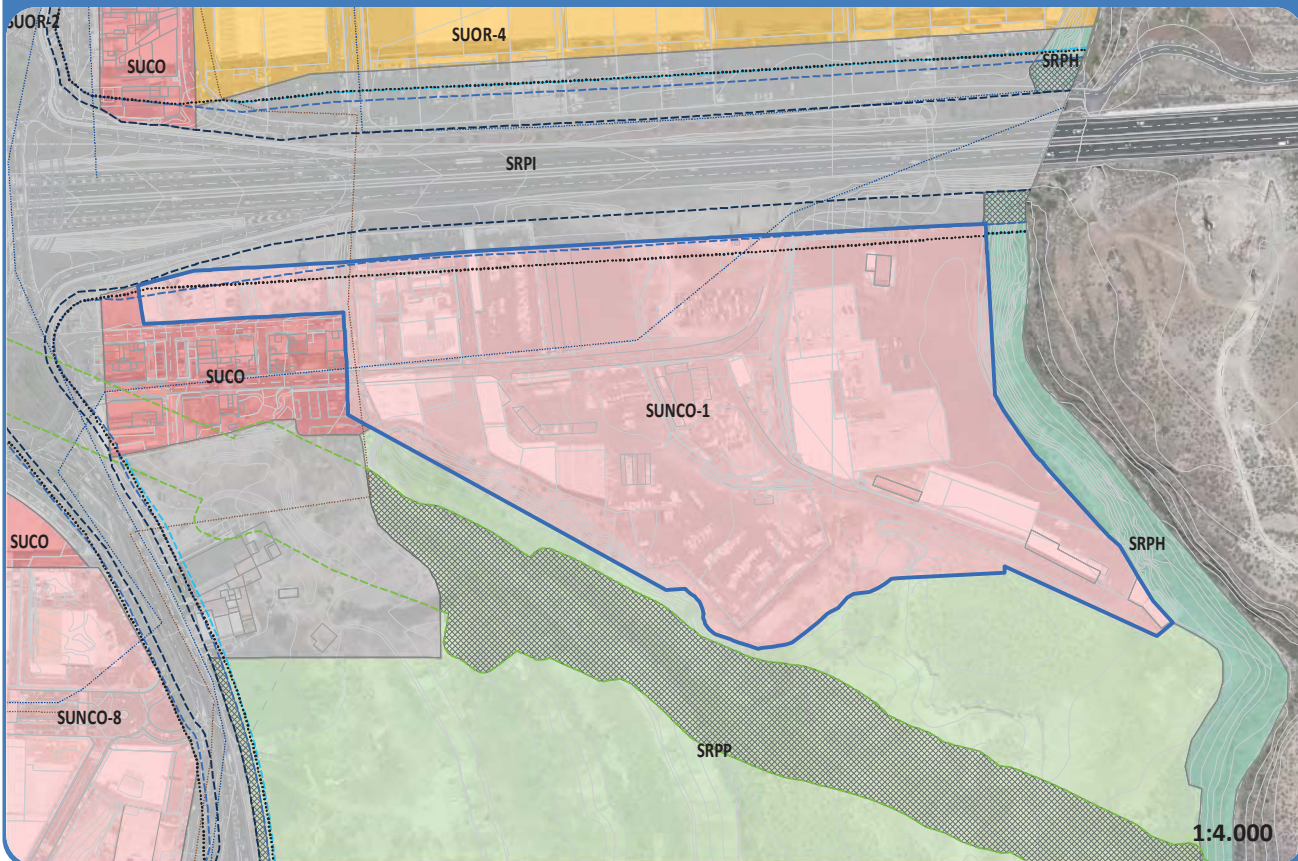 SUOR-2
SUOR-4
SUCO
SRPH
SRPI
SUCO
SUNCO-1
SUCO
SRPH
SUNCO-8
SRPP
1:4.000